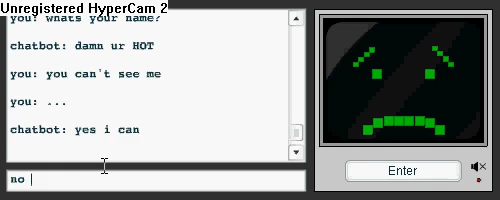 Unregistered HyperCam 2
you: whats your name?
chatbot: damn ur HOT
you: you can't see me
you: ...
chatbot: yes i can
no
Enter